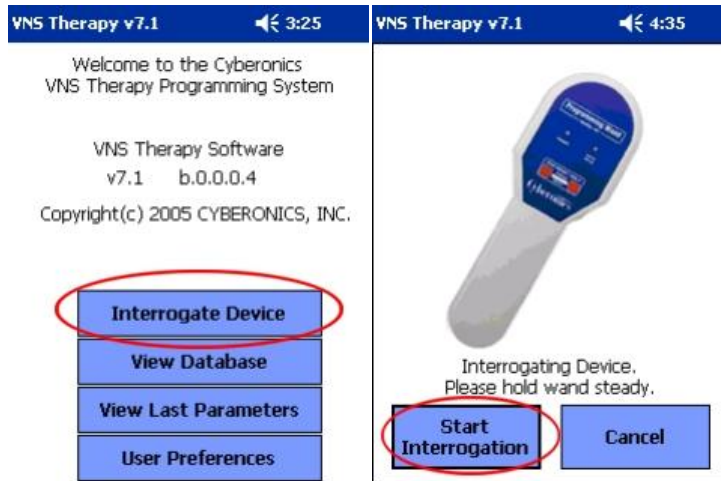 VNS Therapy v7.1 3:25
Welcome to the Cyberonics
VNS Therapy Programming System
VNS Therapy Software
v7.1 b.0.0.0.4
Copyright(c) 2005 CYBERONICS, INC.
Interrogate Device
View Database
View Last Parameters
User Preferences
VNS Therapy v7.1 4:35
Programming Wand
Cyberonics
Interrogating Device.
Please hold wand steady.
Start
Interrogation
Cancel